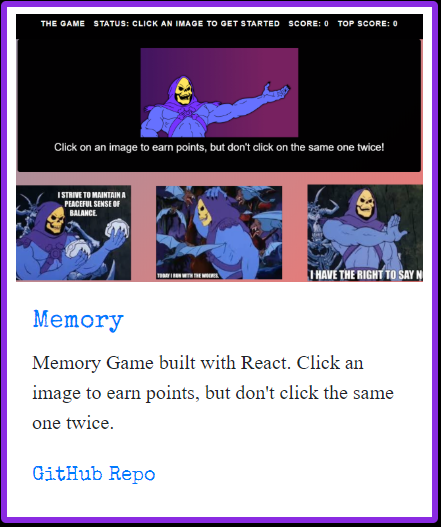 THE GAME STATUS: CLICK AN IMAGE TO GET STARTED SCORE: 0 TOP SCORE: 0
Click on an image to earn points, but don't click on the same one twice!
I STRIVE TO MAINTAIN A
PEACEFUL SENSE OF
BALANCE.
TODAY I RUN WITH THE WOLVES.
I HAVE THE RIGHT TO SAY N
Memory
Memory Game built with React. Click an
image to earn points, but don't click the same
one twice.
GitHub Repo